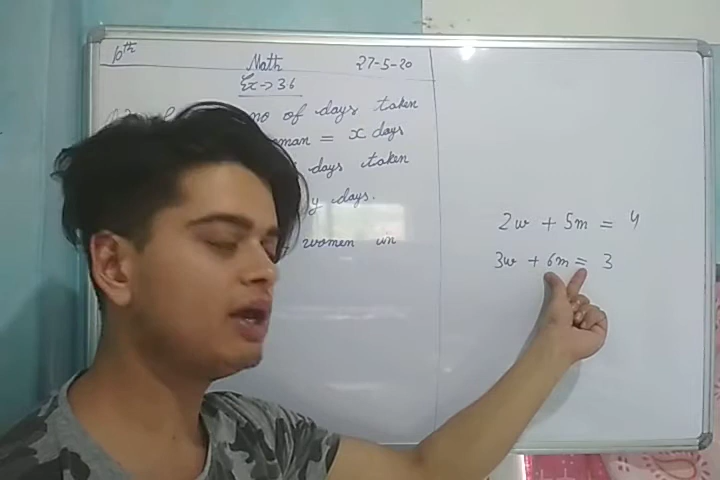 10th
Math 27-5-20
Ex → 3.6
no of days taken
man = x days
days taken
y days.
women in
2w + 5m = 4
3w + 6m = 3